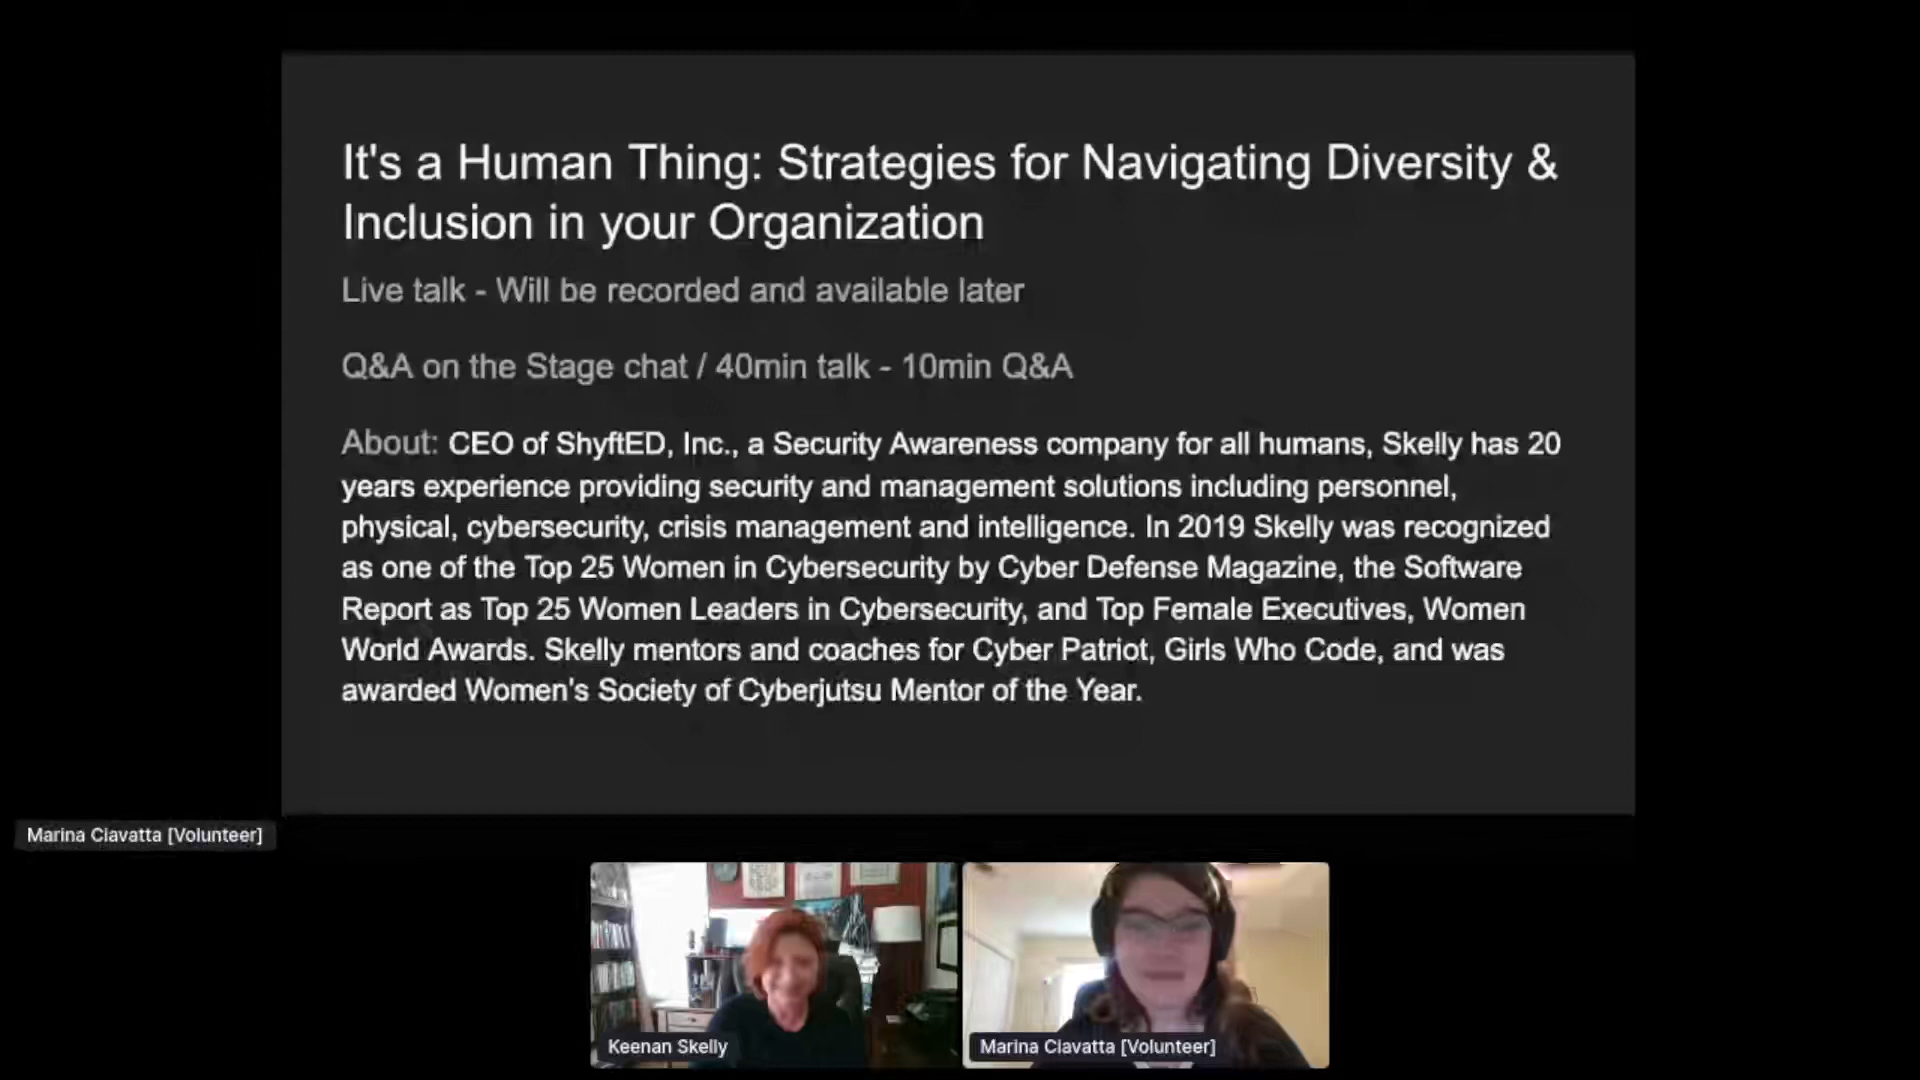 It's a Human Thing: Strategies for Navigating Diversity &
Inclusion in your Organization
Live talk - Will be recorded and available later
Q&A on the Stage chat / 40min talk - 10min Q&A
About: CEO of ShyftED, Inc., a Security Awareness company for all humans, Skelly has 20
years experience providing security and management solutions including personnel,
physical, cybersecurity, crisis management and intelligence. In 2019 Skelly was recognized
as one of the Top 25 Women in Cybersecurity by Cyber Defense Magazine, the Software
Report as Top 25 Women Leaders in Cybersecurity, and Top Female Executives, Women
World Awards. Skelly mentors and coaches for Cyber Patriot, Girls Who Code, and was
awarded Women's Society of Cyberjutsu Mentor of the Year.
Marina Ciavatta [Volunteer]
Keenan Skelly
Marina Ciavatta [Volunteer]